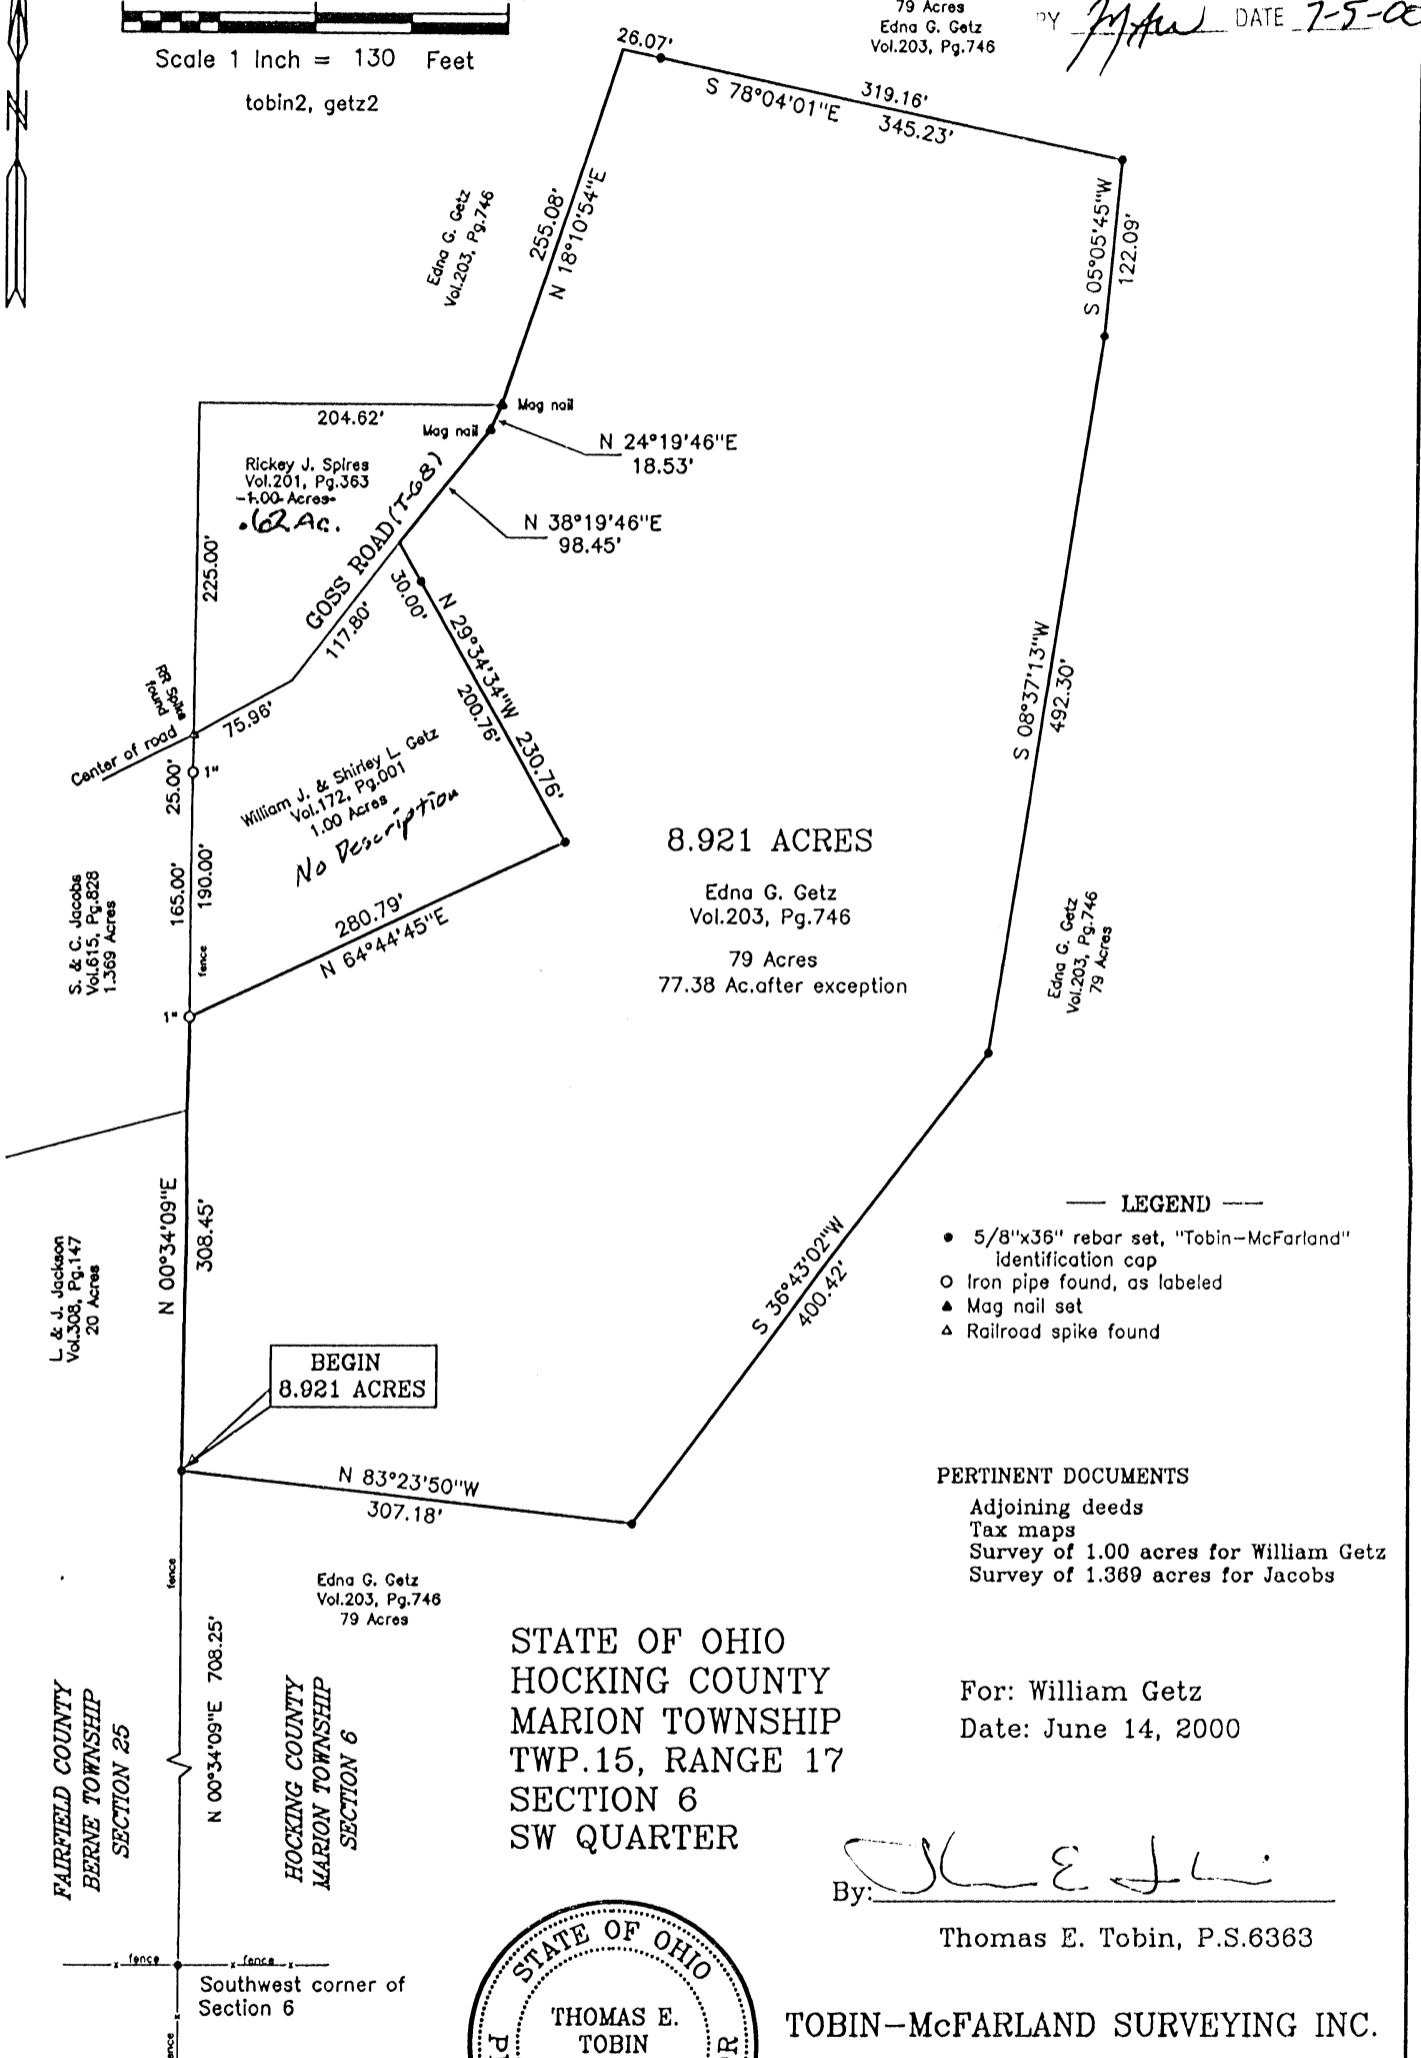 79 Acres
Edna G. Getz
Vol.203, Pg.746
BY DATE 7-5-00
Scale 1 Inch = 130 Feet
tobin2, getz2
N
26.07'
S 78°04'01"E
319.16'
345.23'
S 05°05'45"W
122.09'
Edna G. Getz
Vol.203, Pg.746
255.08'
N 18°10'54"E
204.62'
Mag nail
Mag nail
N 24°19'46"E
18.53'
Rickey J. Spires
Vol.201, Pg.363
1.00 Acres
.62 Ac.
GOSS ROAD (T-68)
N 38°19'46"E
98.45'
225.00'
117.80'
30.00'
N 29°34'34"W 230.76'
200.76'
RR Spike
found
75.96'
Center of road
1"
25.00'
William J. & Shirley L. Getz
Vol.172, Pg.001
1.00 Acres
No Description
S 08°37'13"W
492.30'
8.921 ACRES
Edna G. Getz
Vol.203, Pg.746
79 Acres
77.38 Ac.after exception
S. & C. Jacobs
Vol.615, Pg.828
1.369 Acres
165.00'
190.00'
fence
280.79'
N 64°44'45"E
1"
Edna G. Getz
Vol.203, Pg.746
79 Acres
N 00°34'09"E
308.45'
L. & J. Jackson
Vol.308, Pg.147
20 Acres
S 36°43'02"W
400.42'
LEGEND
5/8"x36" rebar set, "Tobin-McFarland"
identification cap
Iron pipe found, as labeled
Mag nail set
Railroad spike found
BEGIN
8.921 ACRES
N 83°23'50"W
307.18'
PERTINENT DOCUMENTS
Adjoining deeds
Tax maps
Survey of 1.00 acres for William Getz
Survey of 1.369 acres for Jacobs
fence
Edna G. Getz
Vol.203, Pg.746
79 Acres
N 00°34'09"E 708.25'
FAIRFIELD COUNTY
BERNE TOWNSHIP
SECTION 25
HOCKING COUNTY
MARION TOWNSHIP
SECTION 6
STATE OF OHIO
HOCKING COUNTY
MARION TOWNSHIP
TWP.15, RANGE 17
SECTION 6
SW QUARTER
For: William Getz
Date: June 14, 2000
By:
Thomas E. Tobin, P.S.6363
fence
fence
Southwest corner of
Section 6
fence
STATE OF OHIO
THOMAS E.
TOBIN
TOBIN-McFARLAND SURVEYING INC.